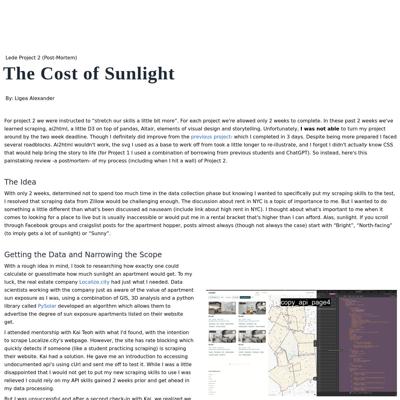 Lede Project 2 (Post-Mortem)
The Cost of Sunlight
By: Ligea Alexander
For project 2 we were instructed to "stretch our skills a little bit more". For each project we're allowed only 2 weeks to complete. In these past 2 weeks we've
learned scraping, ai2html, a little D3 on top of pandas, Altair, elements of visual design and storytelling. Unfortunately, I was not able to turn my project
around by the two week deadline. Though I definitely did improve from the previous project- which I completed in 3 days. Despite being more prepared I faced
several roadblocks. Ai2html wouldn't work, the svg I used as a base to work off from took a little longer to re-illustrate, and I forgot I didn't actually know CSS
that would help bring the story to life (for Project 1 I used a combination of borrowing from previous students and ChatGPT). So instead, here's this
painstaking review -a postmortem- of my process (including when I hit a wall) of Project 2.
The Idea
With only 2 weeks, determined not to spend too much time in the data collection phase but knowing I wanted to specifically put my scraping skills to the test,
I resolved that scraping data from Zillow would be challenging enough. The discussion about rent in NYC is a topic of importance to me. But I wanted to do
something a little different than what's been discussed ad nauseam (include link about high rent in NYC). I thought about what's important to me when it
comes to looking for a place to live but is usually inaccessible or would put me in a rental bracket that's higher than I can afford. Alas, sunlight. If you scroll
through Facebook groups and craigslist posts for the apartment hopper, posts almost always (though not always the case) start with "Bright", "North-facing"
(to imply gets a lot of sunlight) or "Sunny".
Getting the Data and Narrowing the Scope
With a rough idea in mind, I took to researching how exactly one could
calculate or guesstimate how much sunlight an apartment would get. To my
luck, the real estate company Localize.city had just what I needed. Data
scientists working with the company just as aware of the value of apartment
sun exposure as I was, using a combination of GIS, 3D analysis and a python
library called PySolar developed an algorithm which allows them to
advertise the degree of sun exposure apartments listed on their website
get.
I attended mentorship with Kai Teoh with what I'd found, with the intention
to scrape Localize.city's webpage. However, the site has rate blocking which
quickly detects if someone (like a student practicing scraping) is scraping
their website. Kai had a solution. He gave me an introduction to accessing
undocumented api's using cUrl and sent me off to test it. While I was a little
disappointed that I would not get to put my new scraping skills to use I was
relieved I could rely on my API skills gained 2 weeks prior and get ahead in
my data processing.
But I was unsuccessful and after a second check-in with Kai, we realized we
copy_api_page4